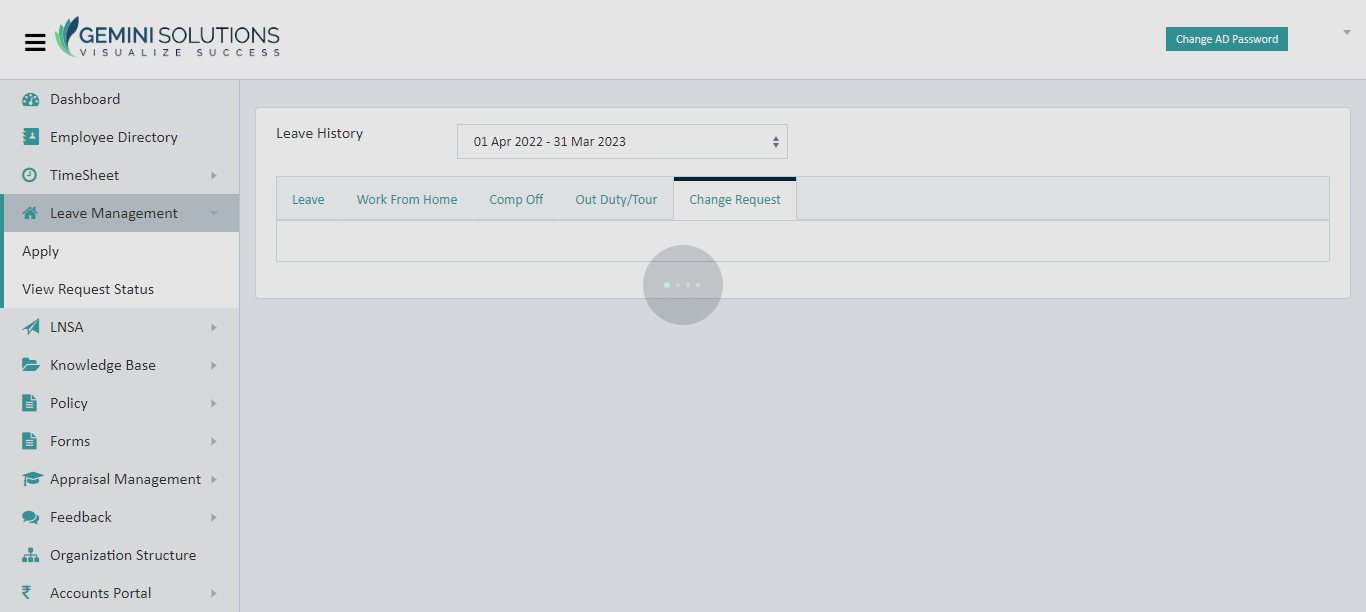 GEMINI SOLUTIONS
VISUALIZE SUCCESS
Change AD Password
Dashboard
Employee Directory
TimeSheet
Leave Management
Apply
View Request Status
LNSA
Knowledge Base
Policy
Forms
Appraisal Management
Feedback
Organization Structure
Accounts Portal
Leave History
01 Apr 2022 - 31 Mar 2023
Leave
Work From Home
Comp Off
Out Duty/Tour
Change Request